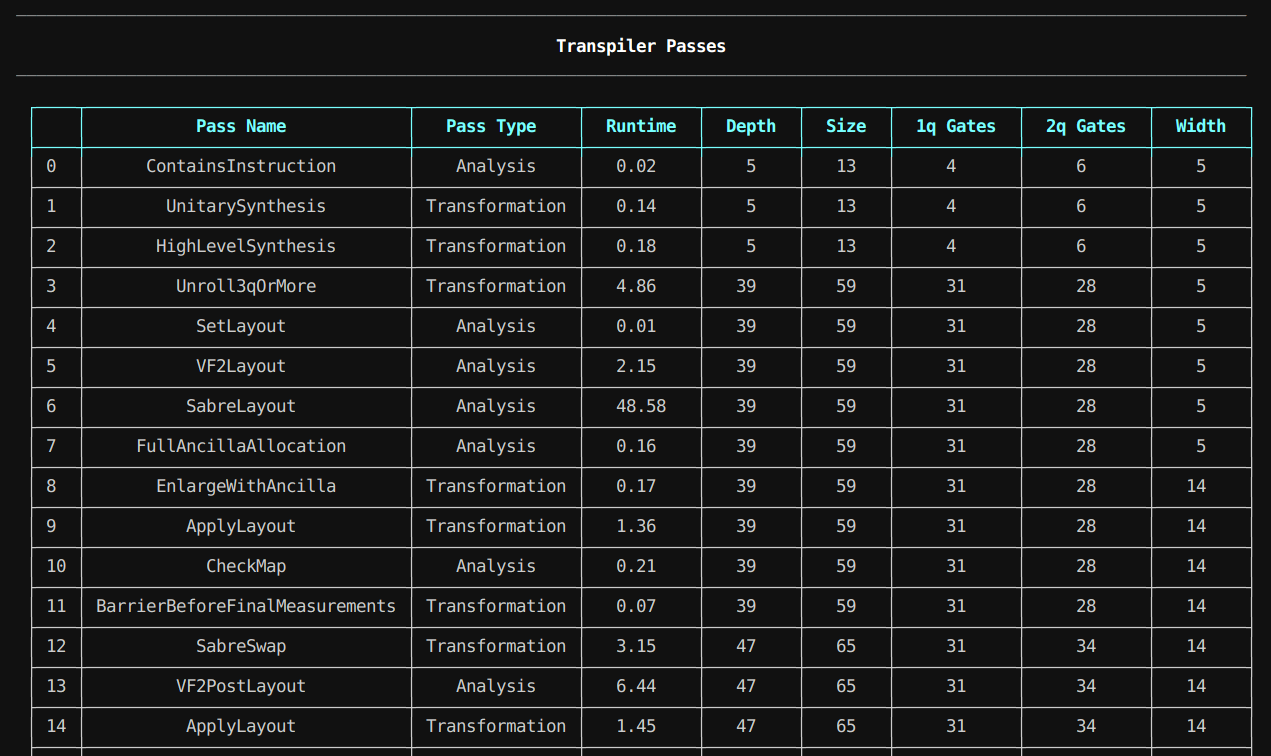 Transpiler Passes
Pass Name Pass Type Runtime Depth Size 1q Gates 2q Gates Width
0 ContainsInstruction Analysis 0.02 5 13 4 6 5
1 UnitarySynthesis Transformation 0.14 5 13 4 6 5
2 HighLevelSynthesis Transformation 0.18 5 13 4 6 5
3 Unroll3qOrMore Transformation 4.86 39 59 31 28 5
4 SetLayout Analysis 0.01 39 59 31 28 5
5 VF2Layout Analysis 2.15 39 59 31 28 5
6 SabreLayout Analysis 48.58 39 59 31 28 5
7 FullAncillaAllocation Analysis 0.16 39 59 31 28 5
8 EnlargeWithAncilla Transformation 0.17 39 59 31 28 14
9 ApplyLayout Transformation 1.36 39 59 31 28 14
10 CheckMap Analysis 0.21 39 59 31 28 14
11 BarrierBeforeFinalMeasurements Transformation 0.07 39 59 31 28 14
12 SabreSwap Transformation 3.15 47 65 31 34 14
13 VF2PostLayout Analysis 6.44 47 65 31 34 14
14 ApplyLayout Transformation 1.45 47 65 31 34 14